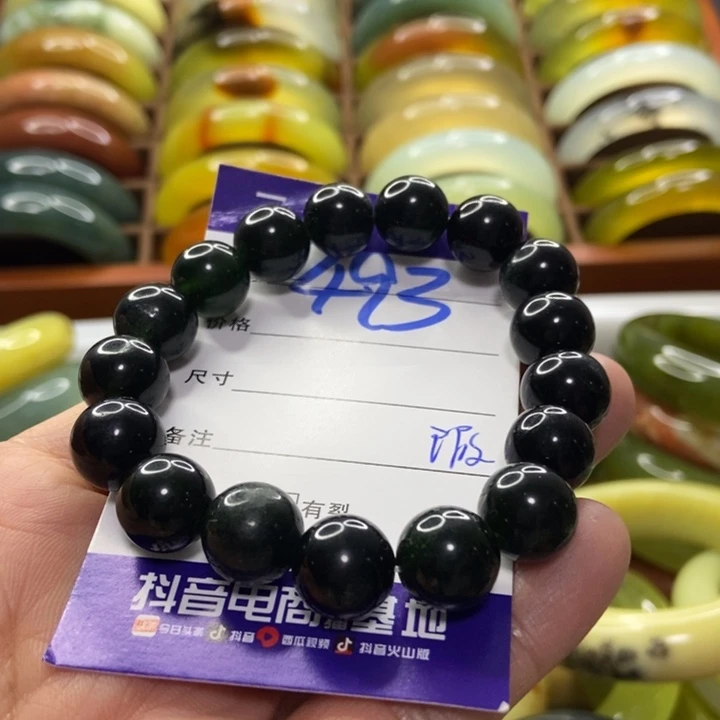 493
价格
尺寸
备注
有裂
抖音电商直播基地
今日头条 抖音 西瓜视频 抖音火山版